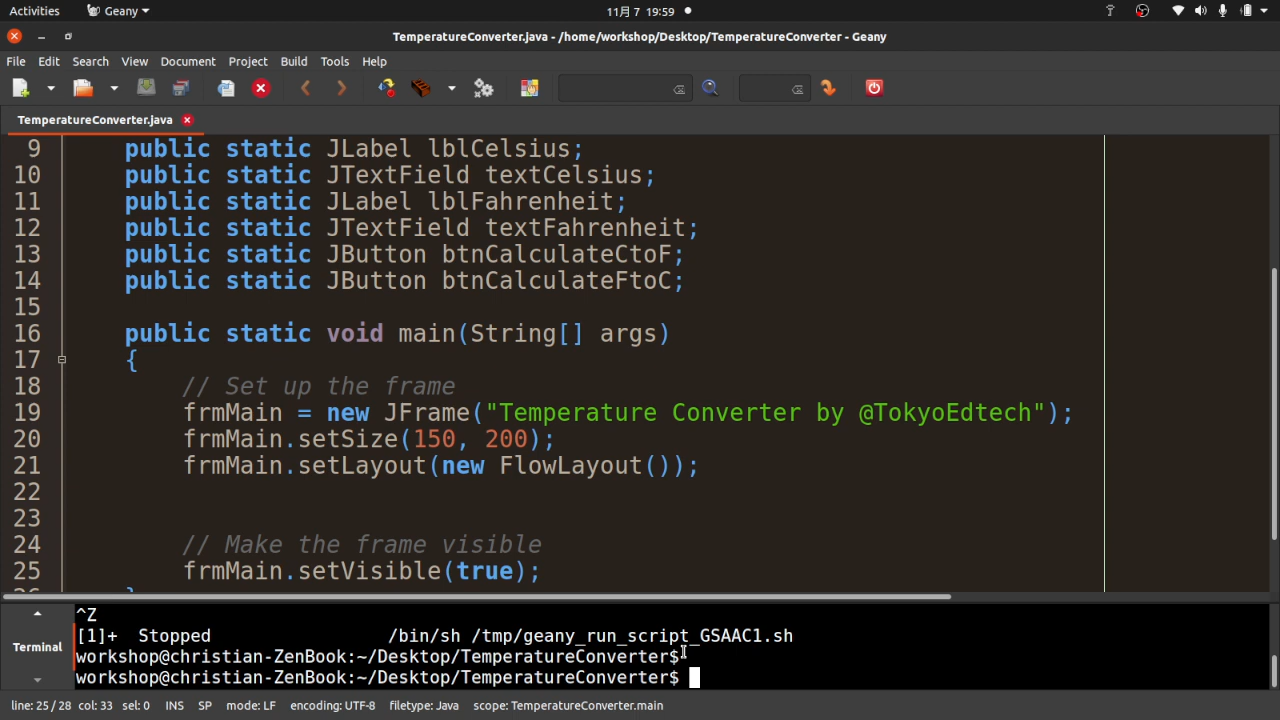 Activities Geany 11月 7 19:59
TemperatureConverter.java - /home/workshop/Desktop/TemperatureConverter - Geany
File Edit Search View Document Project Build Tools Help
TemperatureConverter.java
9 public static JLabel lblCelsius;
10 public static JTextField textCelsius;
11 public static JLabel lblFahrenheit;
12 public static JTextField textFahrenheit;
13 public static JButton btnCalculateCtoF;
14 public static JButton btnCalculateFtoC;
15
16 public static void main(String[] args)
17 {
18 // Set up the frame
19 frmMain = new JFrame("Temperature Converter by @TokyoEdtech");
20 frmMain.setSize(150, 200);
21 frmMain.setLayout(new FlowLayout());
22
23
24 // Make the frame visible
25 frmMain.setVisible(true);
26 }
Terminal
^Z
[1]+ Stopped /bin/sh /tmp/geany_run_script_GSAAC1.sh
workshop@christian-ZenBook:~/Desktop/TemperatureConverter$
workshop@christian-ZenBook:~/Desktop/TemperatureConverter$
line: 25 / 28 col: 33 sel: 0 INS SP mode: LF encoding: UTF-8 filetype: Java scope: TemperatureConverter.main